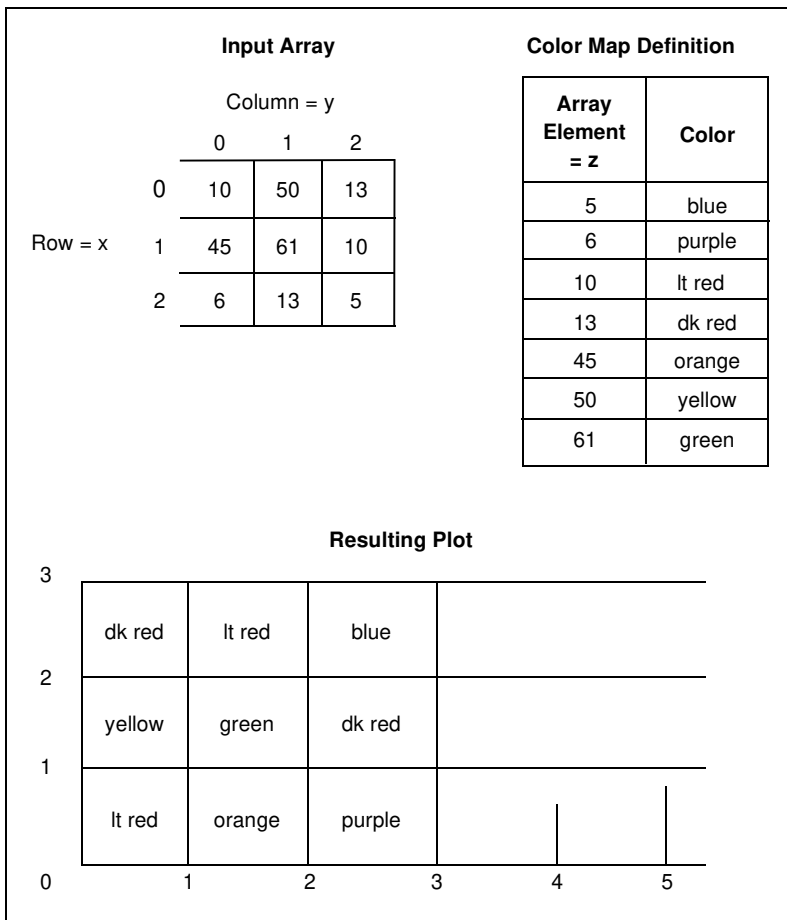 Input Array
Column = y
0 1 2
0 10 50 13
Row = x 1 45 61 10
2 6 13 5
Color Map Definition
Array
Element
= z
Color
5 blue
6 purple
10 lt red
13 dk red
45 orange
50 yellow
61 green
Resulting Plot
3
dk red lt red blue
2
yellow green dk red
1
lt red orange purple
0 1 2 3 4 5